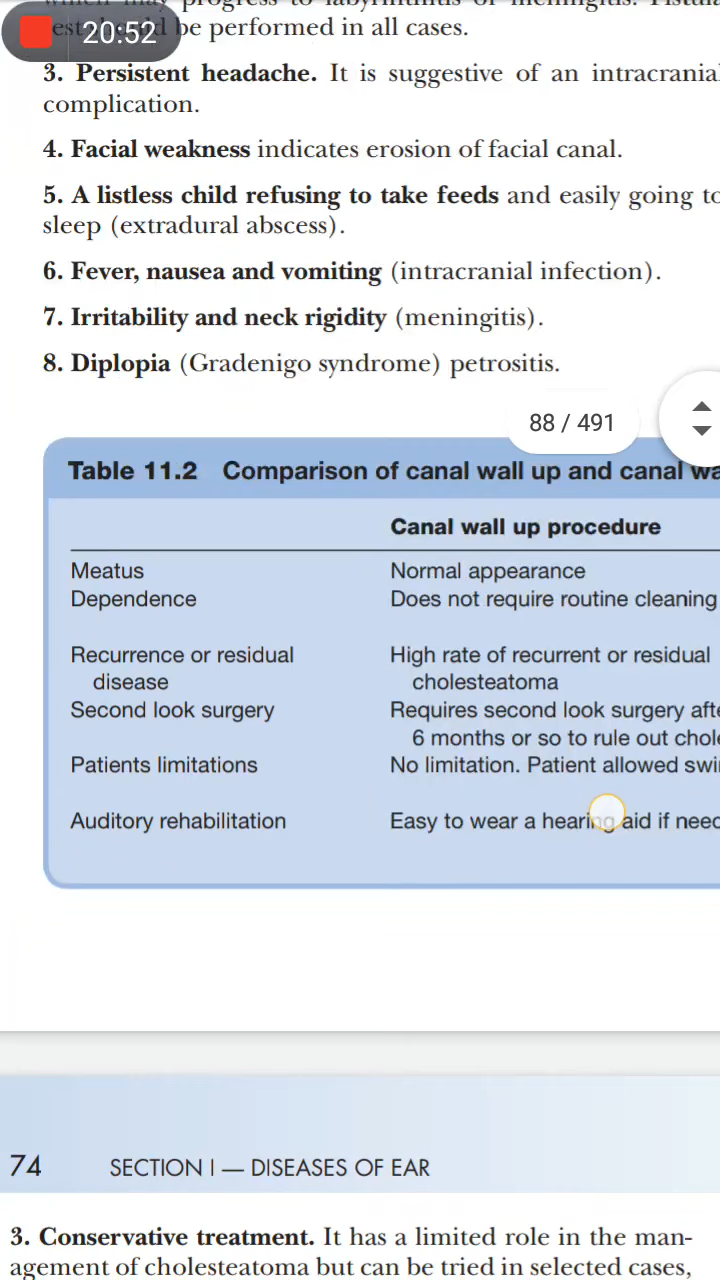 20:52
be performed in all cases.
3. Persistent headache. It is suggestive of an intracranial
complication.
4. Facial weakness indicates erosion of facial canal.
5. A listless child refusing to take feeds and easily going to
sleep (extradural abscess).
6. Fever, nausea and vomiting (intracranial infection).
7. Irritability and neck rigidity (meningitis).
8. Diplopia (Gradenigo syndrome) petrositis.
88 / 491
Table 11.2 Comparison of canal wall up and canal wa
Canal wall up procedure
Meatus Normal appearance
Dependence Does not require routine cleaning
Recurrence or residual High rate of recurrent or residual
disease cholesteatoma
Second look surgery Requires second look surgery afte
6 months or so to rule out chole
Patients limitations No limitation. Patient allowed swi
Auditory rehabilitation Easy to wear a hearing aid if need
74 SECTION I — DISEASES OF EAR
3. Conservative treatment. It has a limited role in the man-
agement of cholesteatoma but can be tried in selected cases,